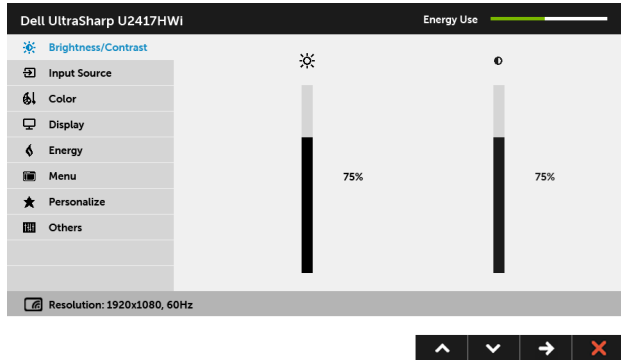 Dell UltraSharp U2417HWi
Energy Use
Brightness/Contrast
Input Source
Color
Display
Energy
Menu
Personalize
Others
75%
75%
Resolution: 1920x1080, 60Hz